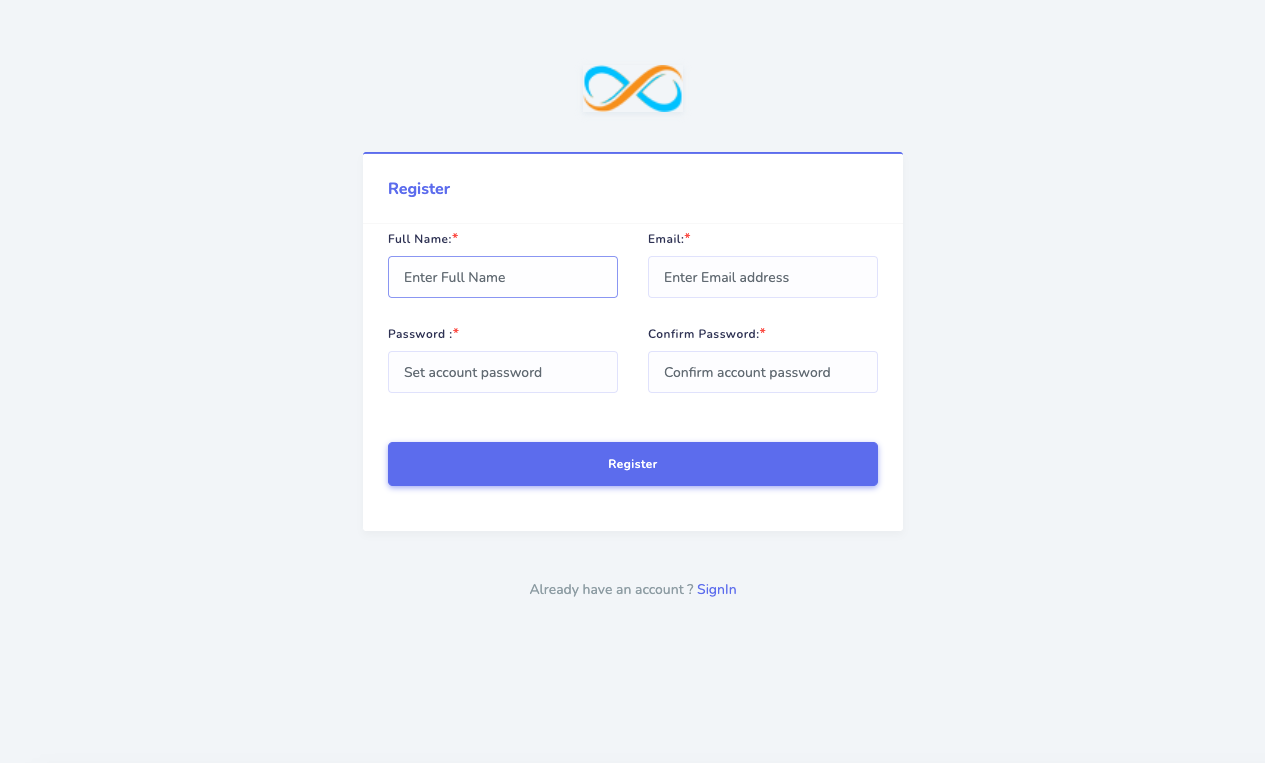 Register
Full Name:* Email:*
Enter Full Name Enter Email address
Password :* Confirm Password:*
Set account password Confirm account password
Register
Already have an account ? SignIn